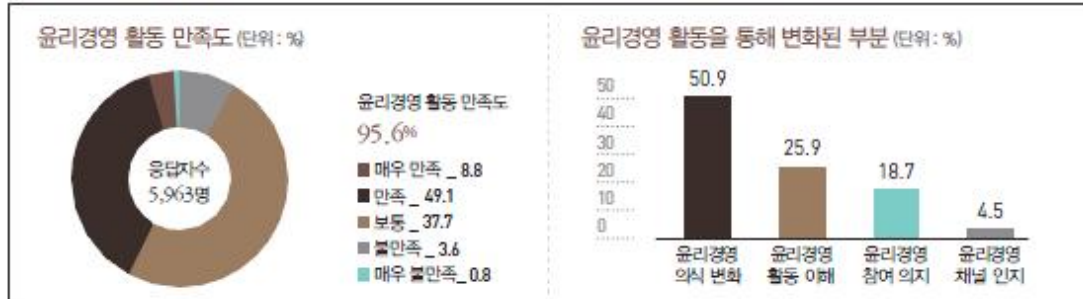 윤리경영 활동 만족도 (단위 : %)
응답자수
5,963명
윤리경영 활동 만족도
95.6%
매우 만족 _ 8.8
만족 _ 49.1
보통 _ 37.7
불만족 _ 3.6
매우 불만족 _ 0.8
윤리경영 활동을 통해 변화된 부분 (단위 : %)
50
40
30
20
10
0
50.9
25.9
18.7
4.5
윤리경영
의식 변화
윤리경영
활동 이해
윤리경영
참여 의지
윤리경영
채널 인지